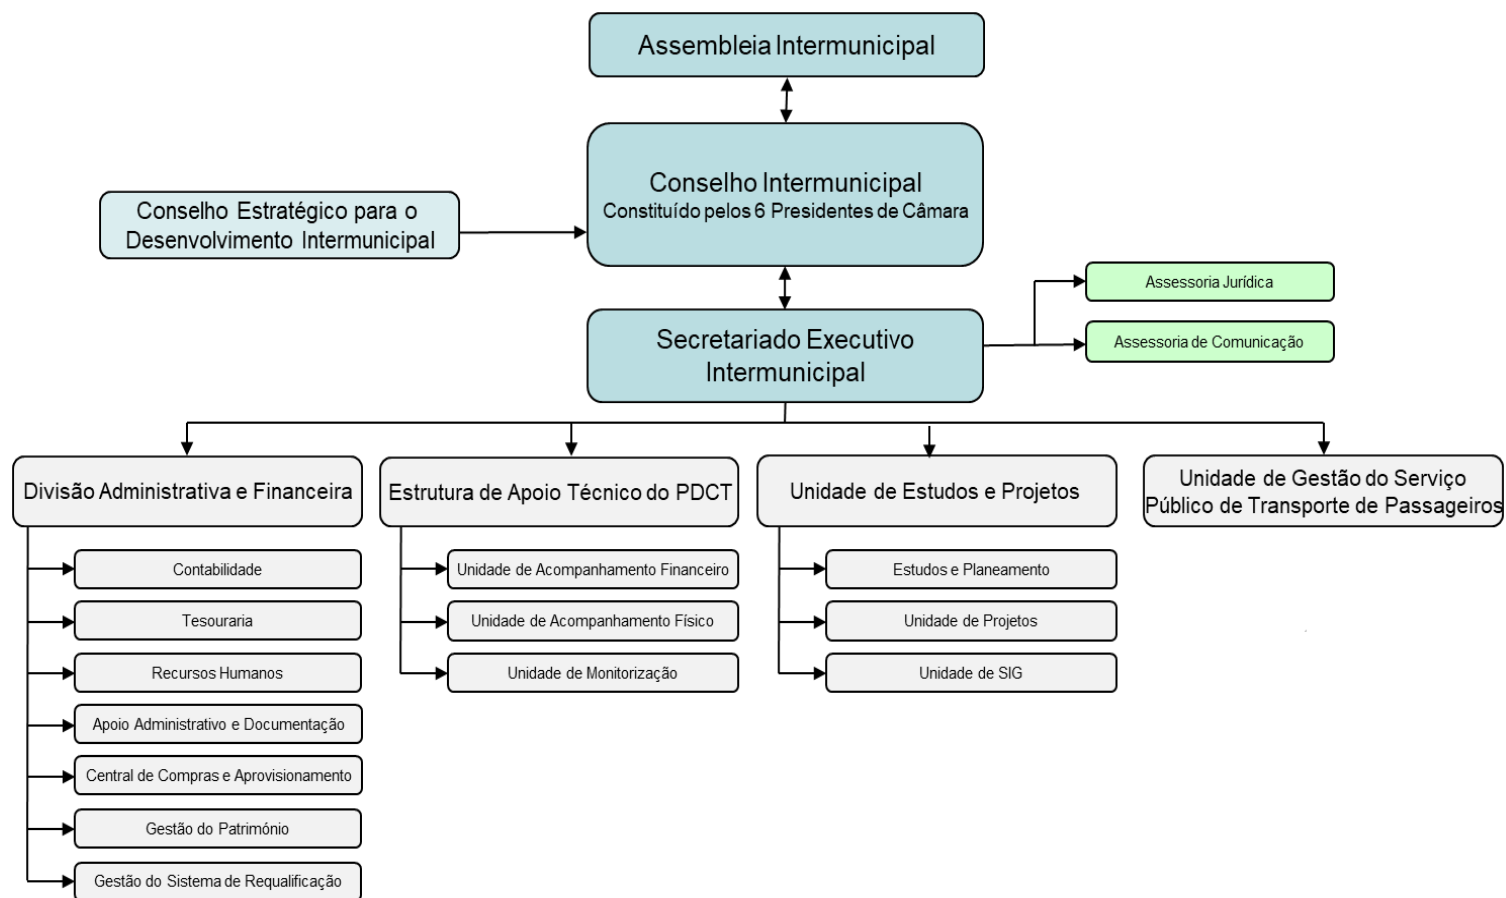 Assembleia Intermunicipal
Conselho Intermunicipal
Constituído pelos 6 Presidentes de Câmara
Conselho Estratégico para o
Desenvolvimento Intermunicipal
Assessoria Jurídica
Secretariado Executivo
Intermunicipal
Assessoria de Comunicação
Divisão Administrativa e Financeira
Estrutura de Apoio Técnico do PDCT
Unidade de Estudos e Projetos
Unidade de Gestão do Serviço
Público de Transporte de Passageiros
Contabilidade
Tesouraria
Recursos Humanos
Apoio Administrativo e Documentação
Central de Compras e Aprovisionamento
Gestão do Património
Gestão do Sistema de Requalificação
Unidade de Acompanhamento Financeiro
Unidade de Acompanhamento Físico
Unidade de Monitorização
Estudos e Planeamento
Unidade de Projetos
Unidade de SIG